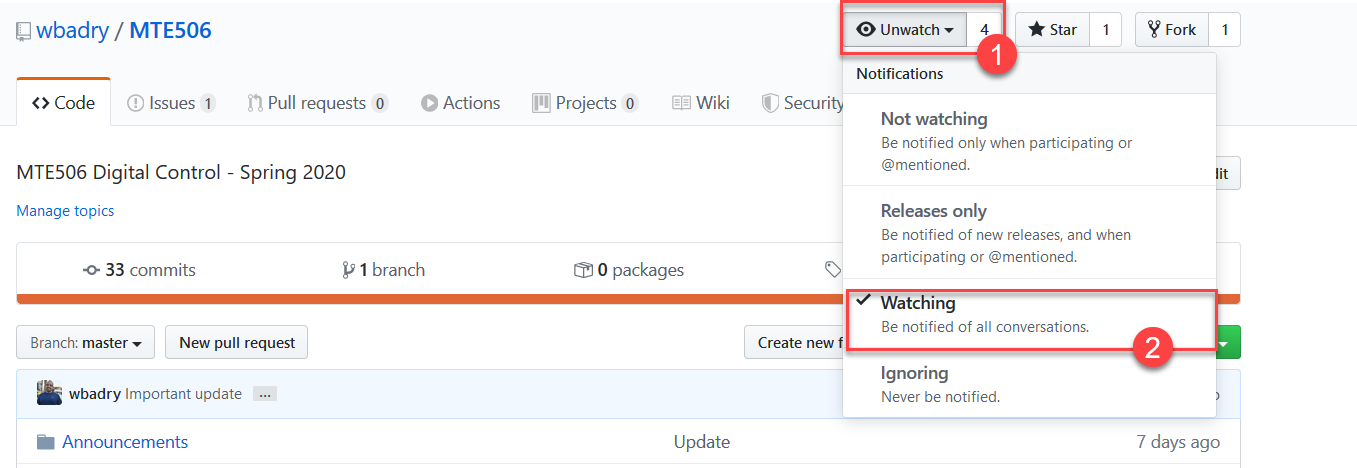 wbadry / MTE506
Unwatch 4
Star 1
Fork 1
1
Notifications
Code
Issues 1
Pull requests 0
Actions
Projects 0
Wiki
Security
Not watching
Be notified only when participating or
@mentioned.
MTE506 Digital Control - Spring 2020
Manage topics
Releases only
Be notified of new releases, and when
participating or @mentioned.
33 commits
1 branch
0 packages
Watching
Be notified of all conversations.
2
Branch: master
New pull request
Create new
Ignoring
Never be notified.
wbadry Important update ...
Announcements
Update
7 days ago